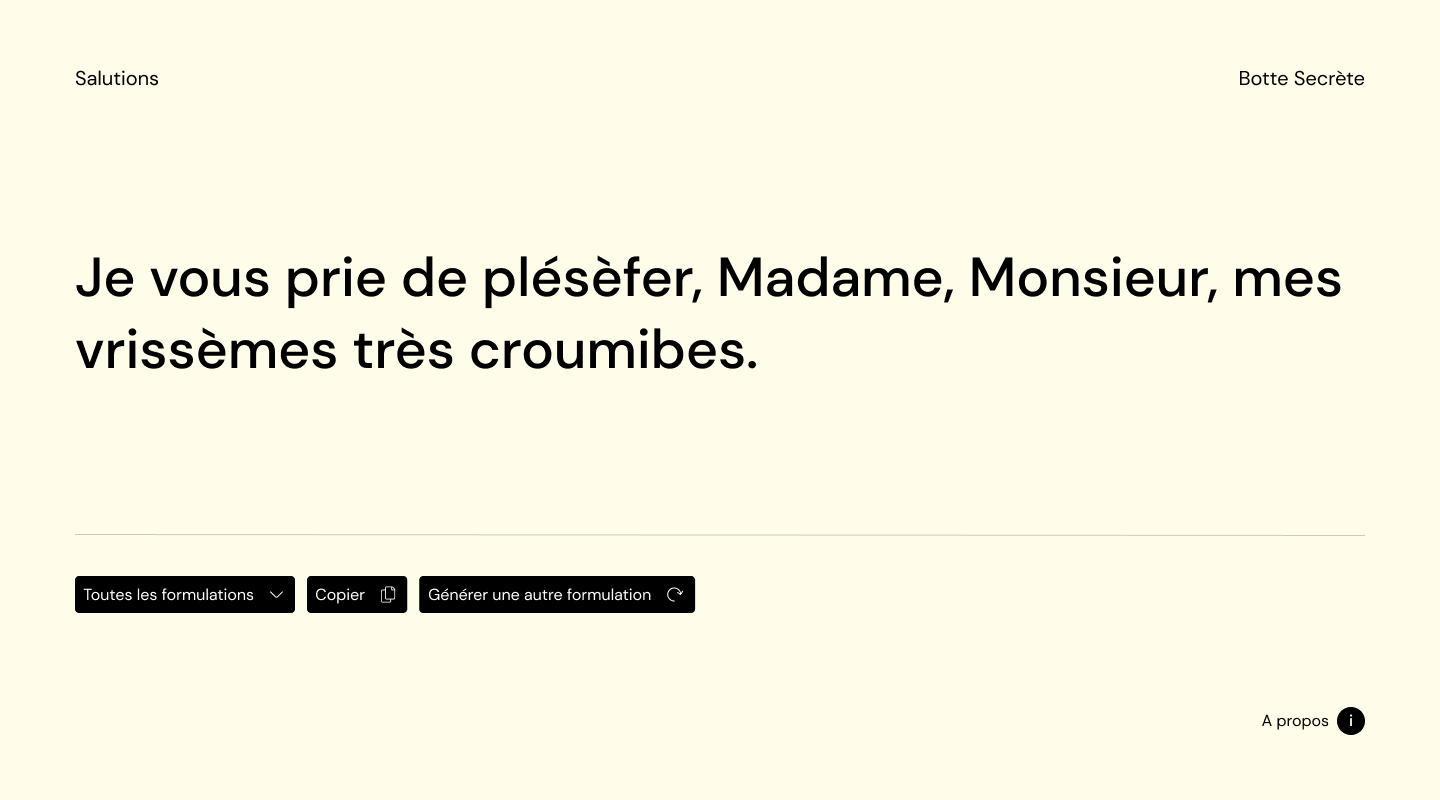 Salutions
Botte Secrète
Je vous prie de plésèfer, Madame, Monsieur, mes
vrissèmes très croumibes.
Toutes les formulations
Copier
Générer une autre formulation
A propos
i